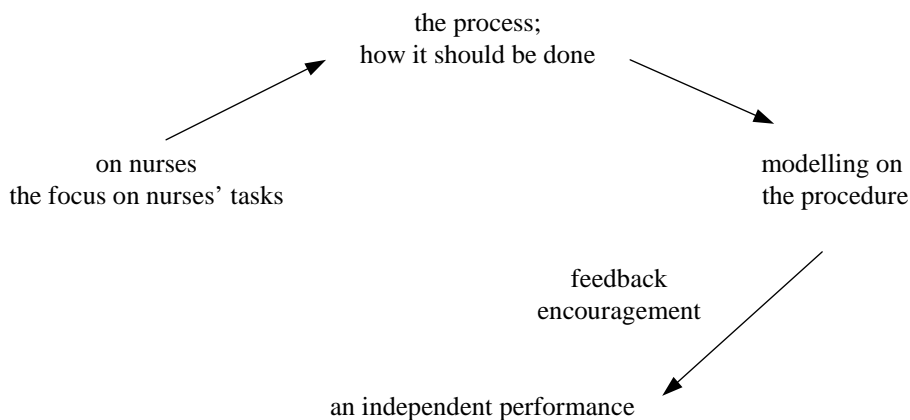 the process;
how it should be done
on nurses
the focus on nurses’ tasks
modelling on
the procedure
feedback
encouragement
an independent performance